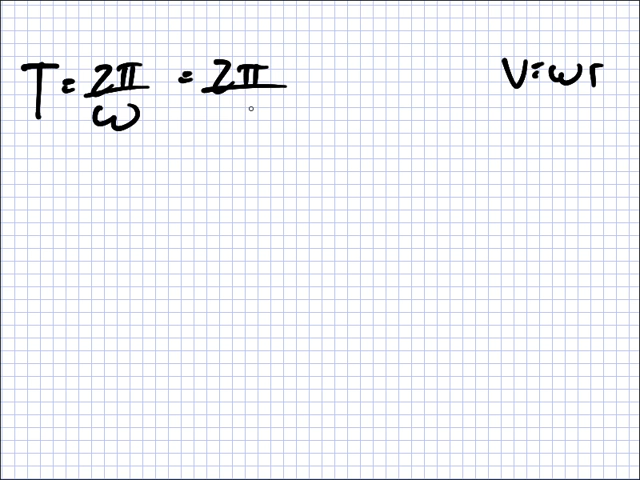 T = 2π/ω = 2π/
v = ωr